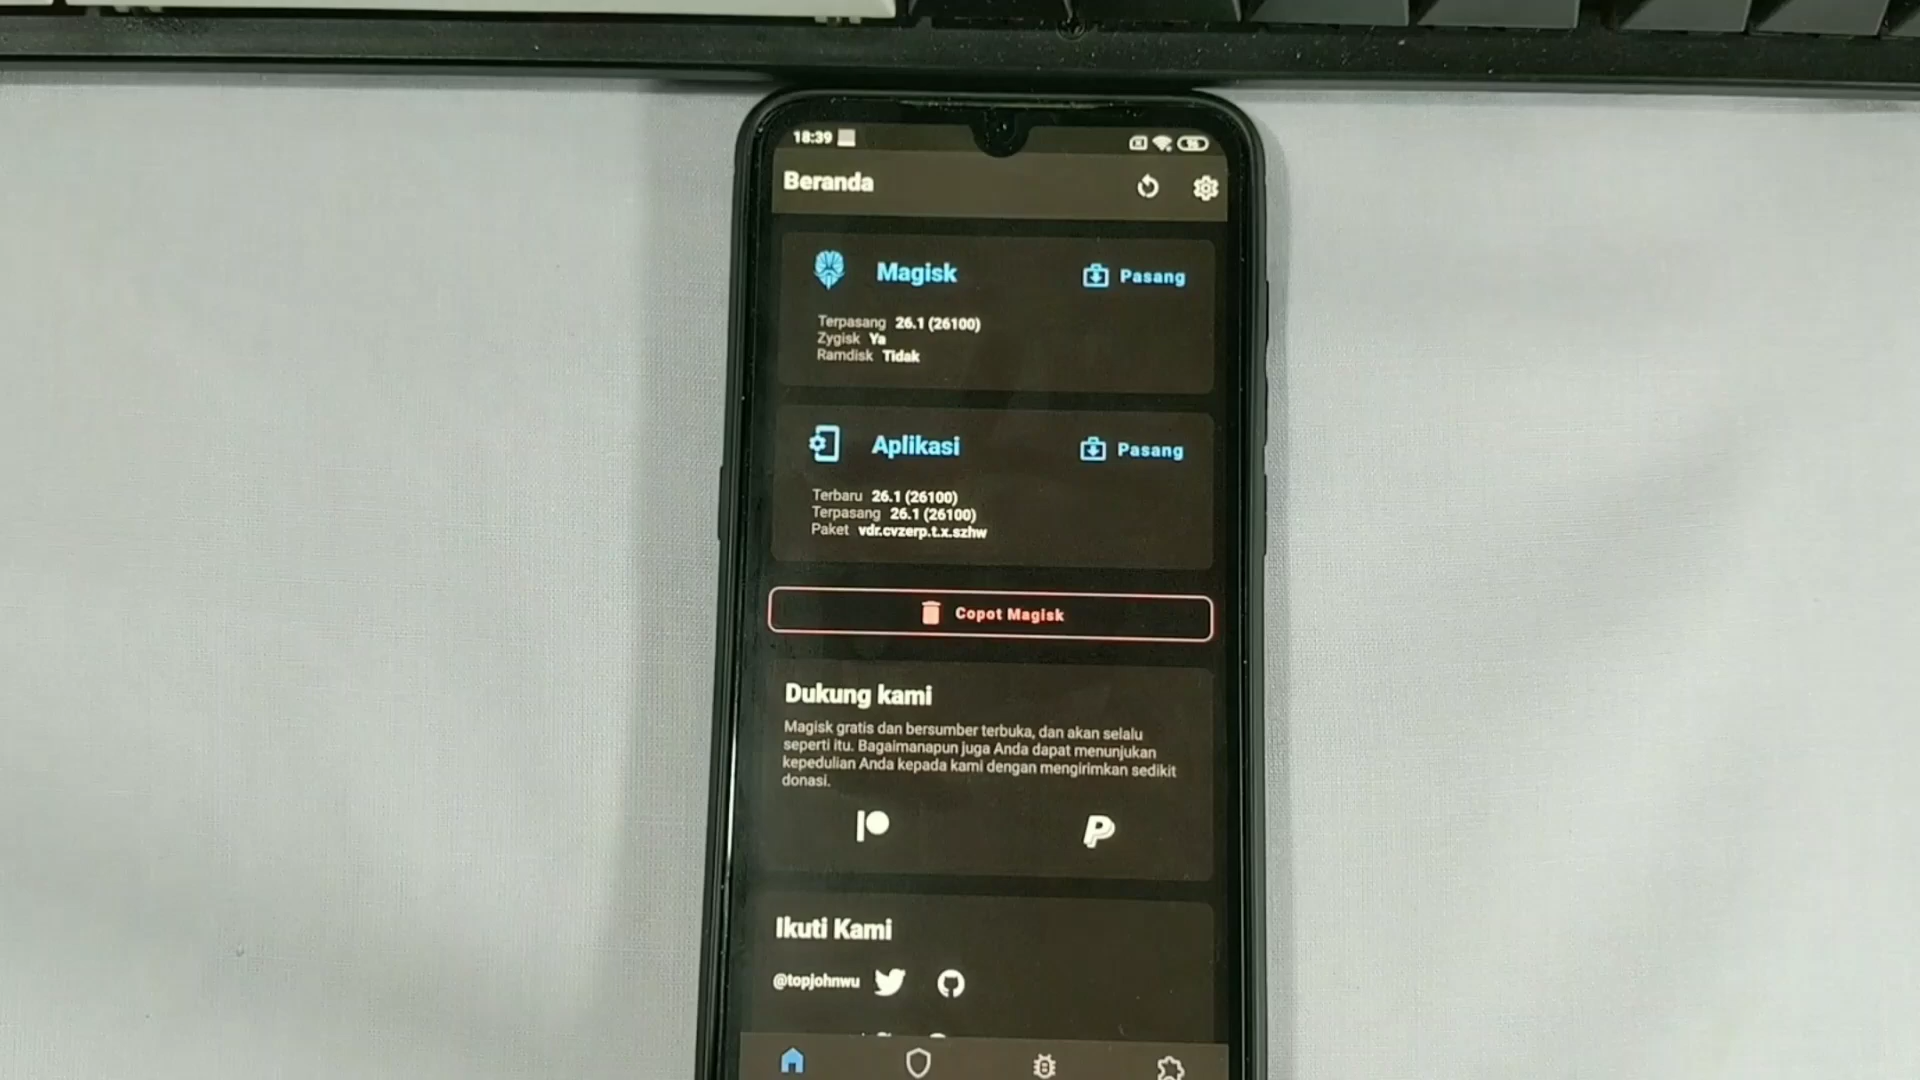 18:39
Beranda
Magisk
Pasang
Terpasang 26.1 (26100)
Zygisk Ya
Ramdisk Tidak
Aplikasi
Pasang
Terbaru 26.1 (26100)
Terpasang 26.1 (26100)
Paket vdr.cvzerp.t.x.szhw
Copot Magisk
Dukung kami
Magisk gratis dan bersumber terbuka, dan akan selalu
seperti itu. Bagaimanapun juga Anda dapat menunjukan
kepedulian Anda kepada kami dengan mengirimkan sedikit
donasi.
Ikuti Kami
@topjohnwu